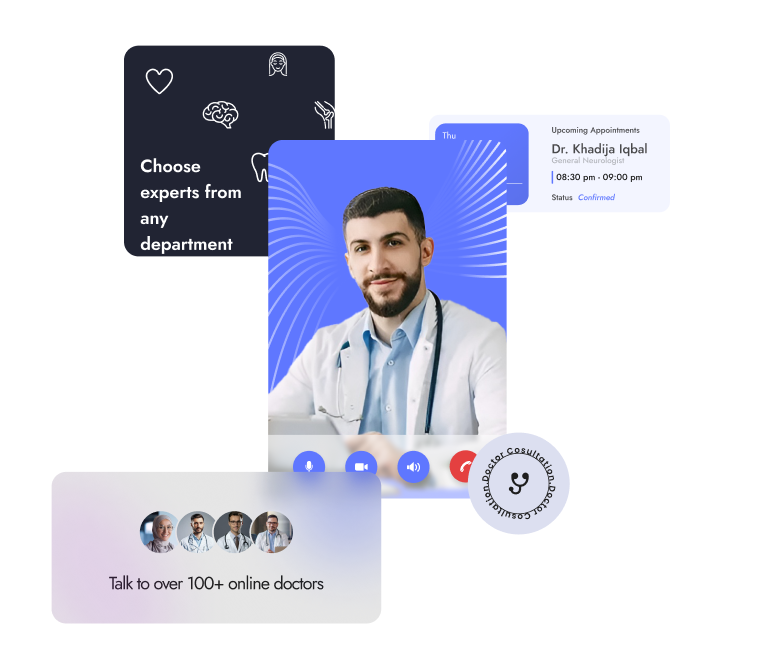 Choose
experts from
any
department
Thu
Upcoming Appointments
Dr. Khadija Iqbal
General Neurologist
08:30 pm - 09:00 pm
Status Confirmed
Doctor Cosultation.Doctor Cosultation.
Talk to over 100+ online doctors